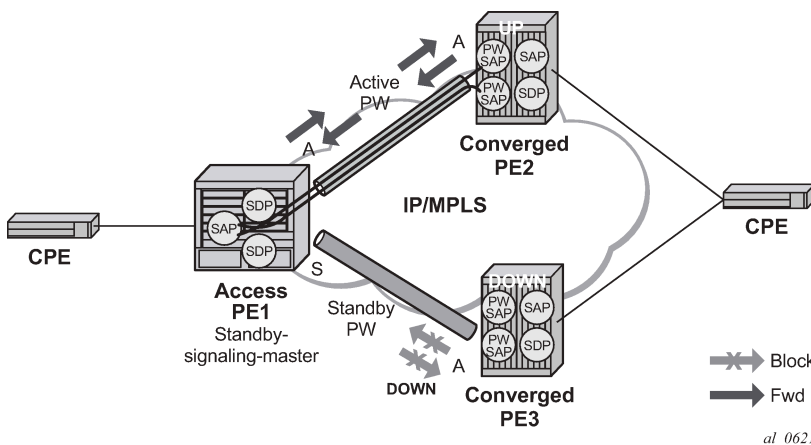 UP
A
PW
SAP
SAP
PW
SAP
SDP
Active
PW
A
Converged
PE2
SDP
SAP
SDP
IP/MPLS
CPE
CPE
Access
PE1
Standby-
signaling-master
S
Standby
PW
DOWN
PW
SAP
SAP
PW
SAP
SDP
A
DOWN
Converged
PE3
Block
Fwd